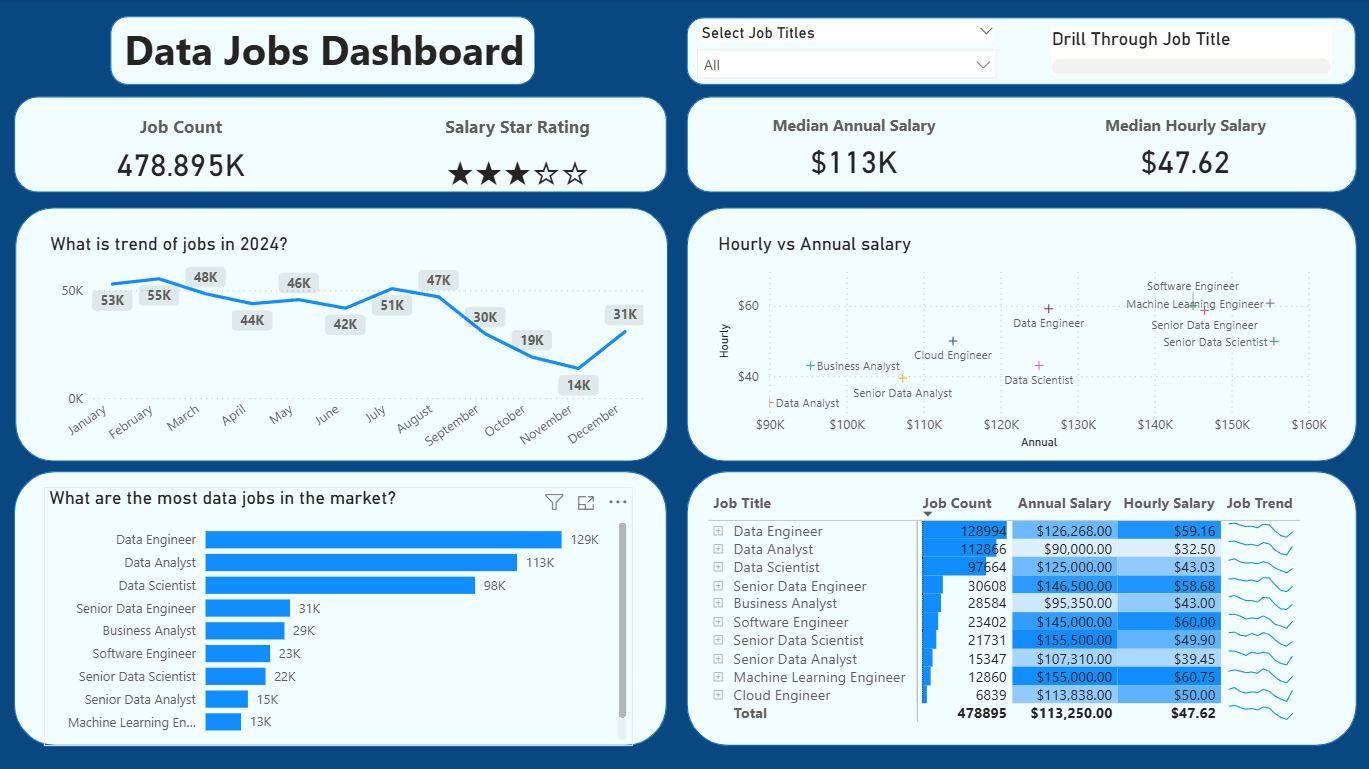 Data Jobs Dashboard
Select Job Titles
All
Drill Through Job Title
Job Count
478.895K
Salary Star Rating
★★★☆☆
Median Annual Salary
$113K
Median Hourly Salary
$47.62
What is trend of jobs in 2024?
50K
0K
53K
55K
48K
44K
46K
42K
51K
47K
30K
19K
14K
31K
January
February
March
April
May
June
July
August
September
October
November
December
Hourly vs Annual salary
Hourly
$60
$40
Software Engineer
Machine Learning Engineer
Data Engineer
Senior Data Engineer
Senior Data Scientist
Cloud Engineer
Business Analyst
Data Scientist
Senior Data Analyst
Data Analyst
$90K $100K $110K $120K $130K $140K $150K $160K
Annual
What are the most data jobs in the market?
Data Engineer 129K
Data Analyst 113K
Data Scientist 98K
Senior Data Engineer 31K
Business Analyst 29K
Software Engineer 23K
Senior Data Scientist 22K
Senior Data Analyst 15K
Machine Learning En... 13K
Job Title Job Count Annual Salary Hourly Salary Job Trend
Data Engineer 128994 $126,268.00 $59.16
Data Analyst 112866 $90,000.00 $32.50
Data Scientist 97664 $125,000.00 $43.03
Senior Data Engineer 30608 $146,500.00 $58.68
Business Analyst 28584 $95,350.00 $43.00
Software Engineer 23402 $145,000.00 $60.00
Senior Data Scientist 21731 $155,500.00 $49.90
Senior Data Analyst 15347 $107,310.00 $39.45
Machine Learning Engineer 12860 $155,000.00 $60.75
Cloud Engineer 6839 $113,838.00 $50.00
Total 478895 $113,250.00 $47.62